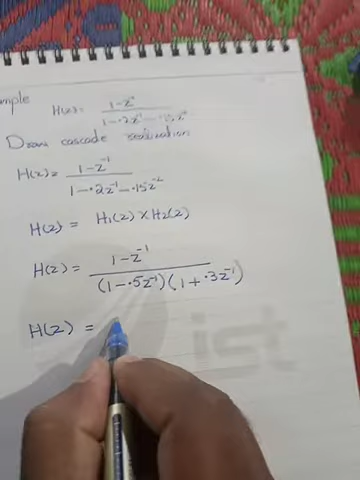 ample H(z) = 1 - z⁻¹ / 1 - .2z⁻¹ - .15z⁻²
Draw cascade realization
H(z) = 1 - z⁻¹ / 1 - .2z⁻¹ - .15z⁻²
H(z) = H₁(z) × H₂(z)
H(z) = 1 - z⁻¹ / (1 - .5z⁻¹)(1 + .3z⁻¹)
H(z) =